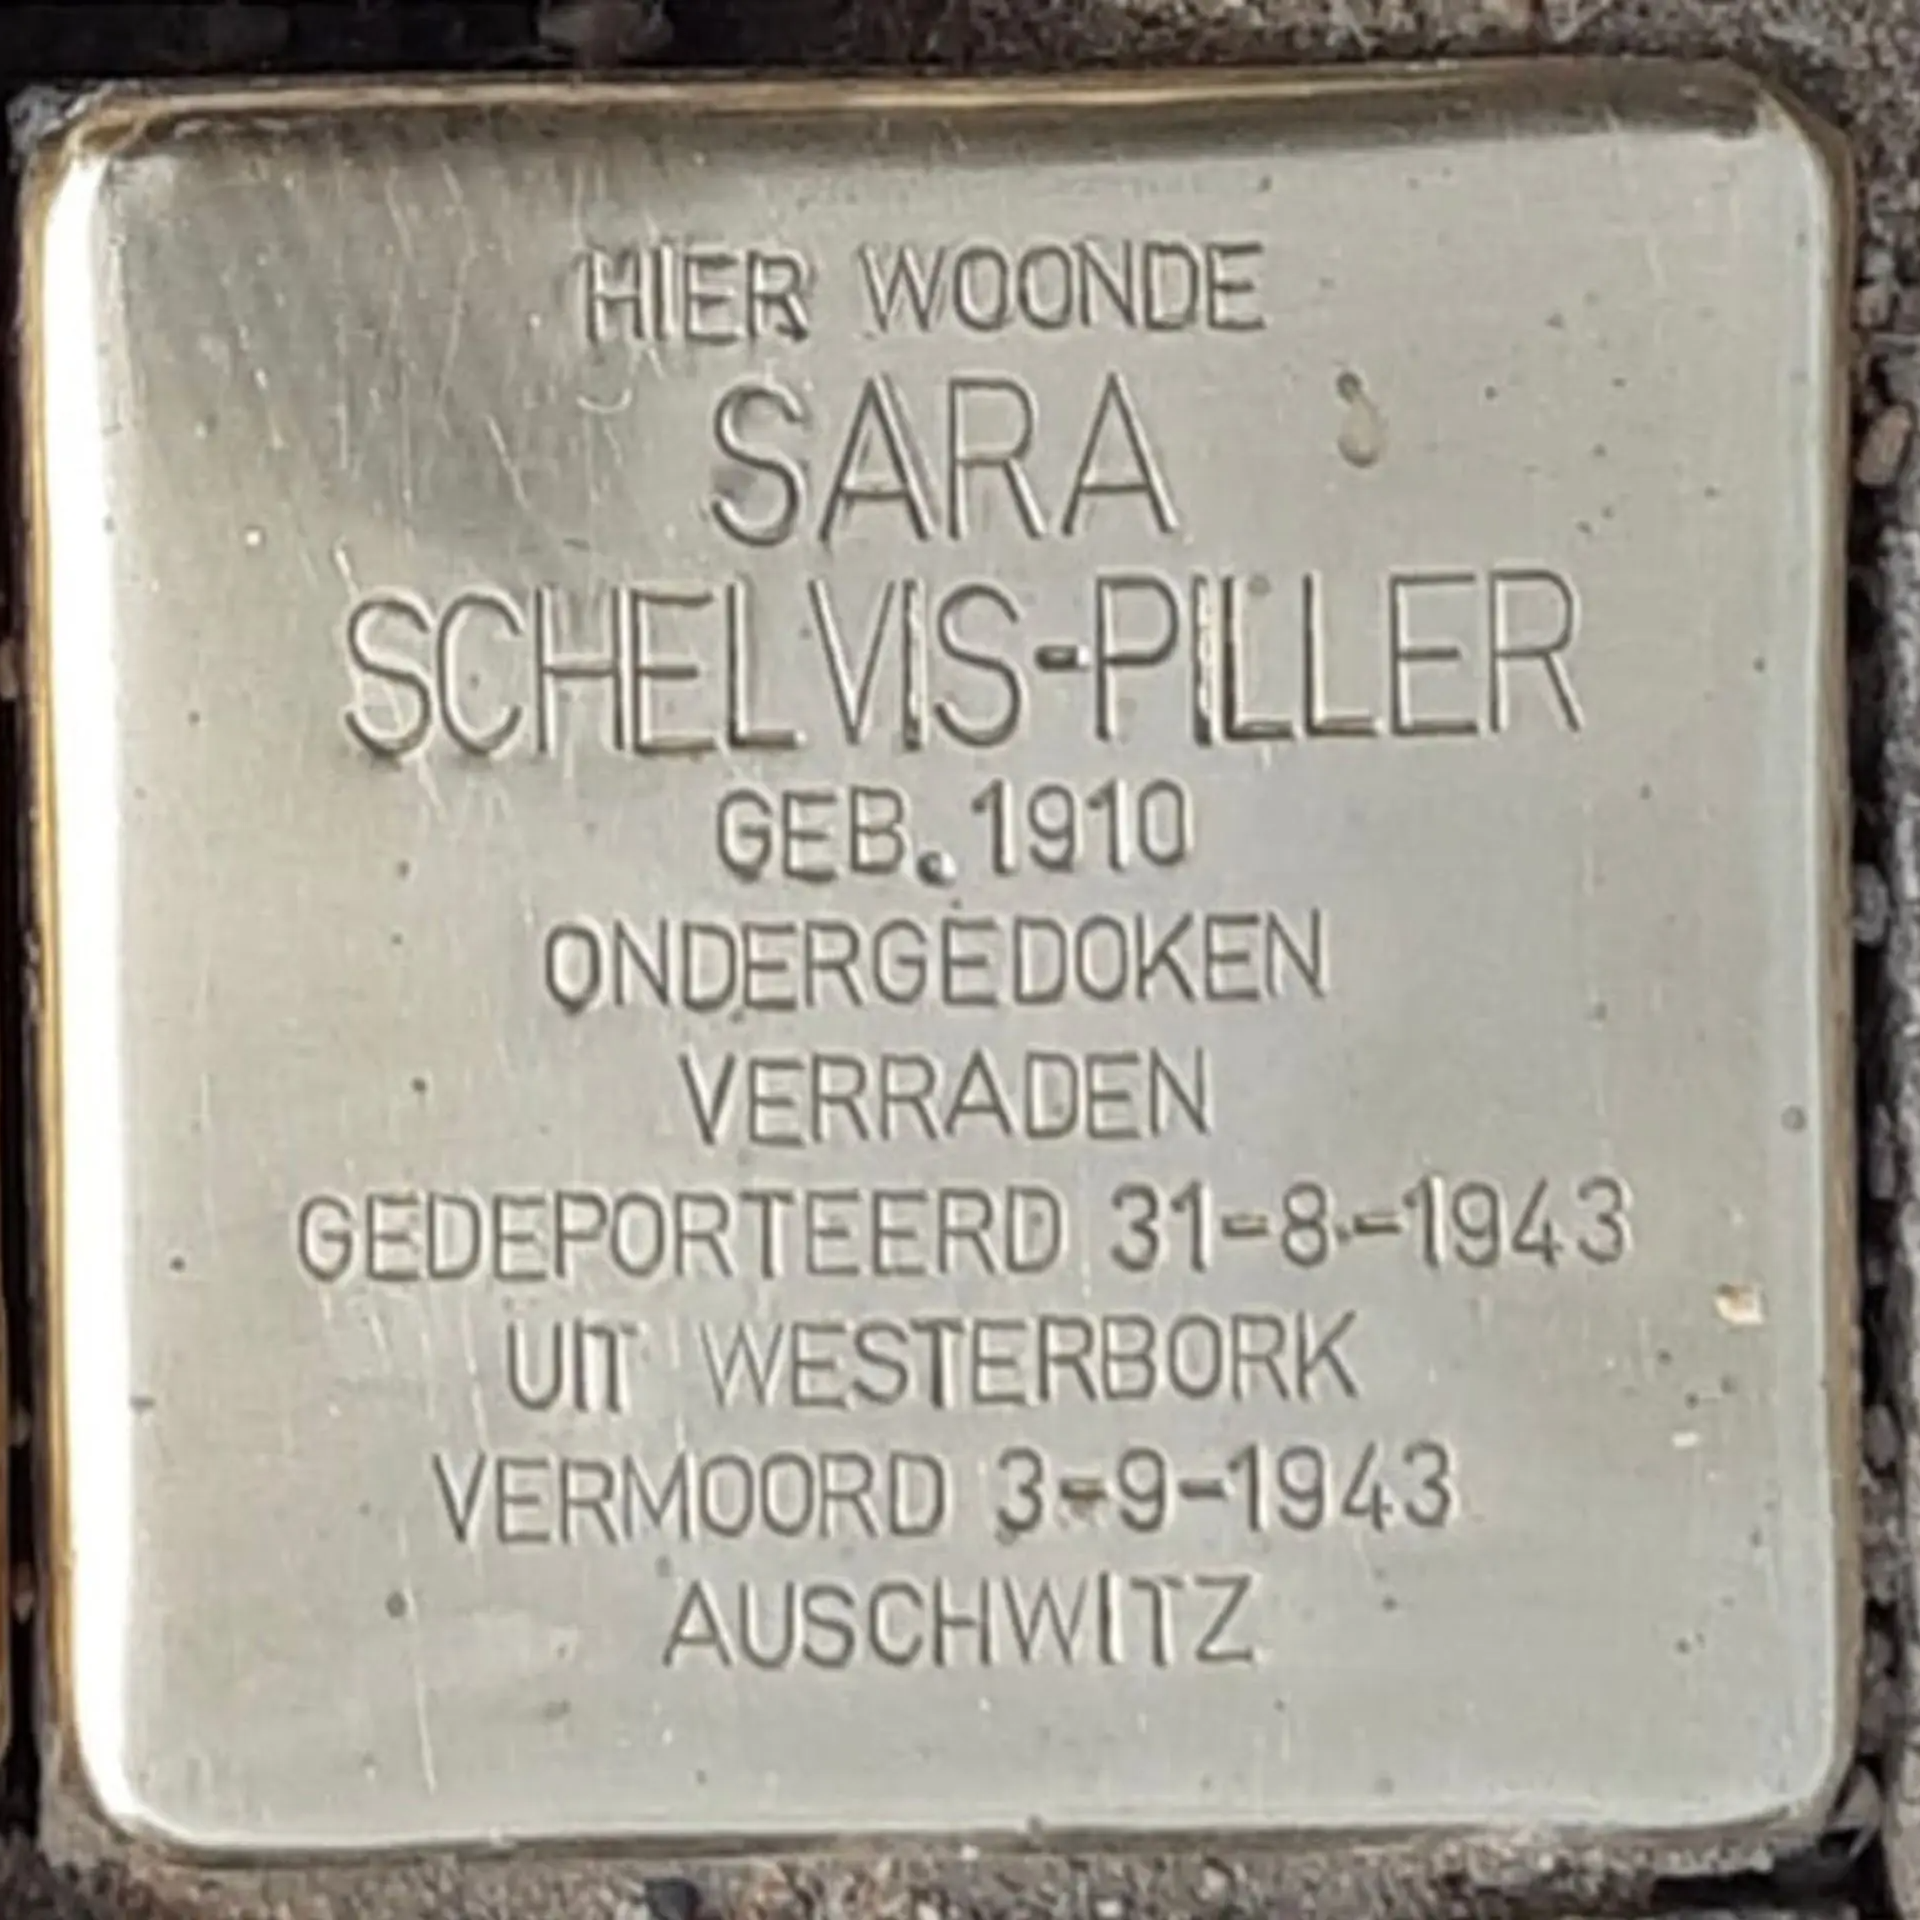 HIER WOONDE
SARA
SCHELVIS-PILLER
GEB. 1910
ONDERGEDOKEN
VERRADEN
GEDEPORTEERD 31-8-1943
UIT WESTERBORK
VERMOORD 3-9-1943
AUSCHWITZ